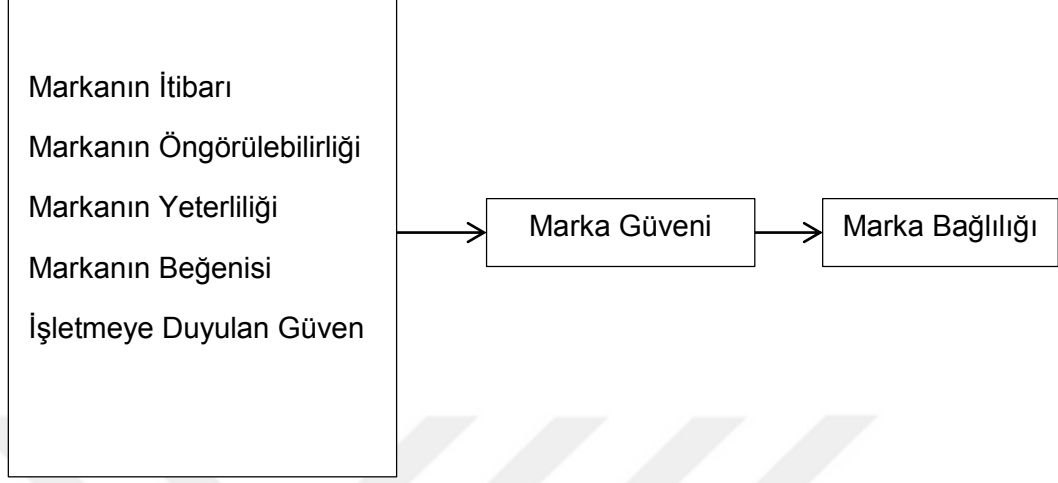 Markanın İtibarı
Markanın Öngörülebilirliği
Markanın Yeterliliği
Markanın Beğenisi
İşletmeye Duyulan Güven
Marka Güveni
Marka Bağlılığı